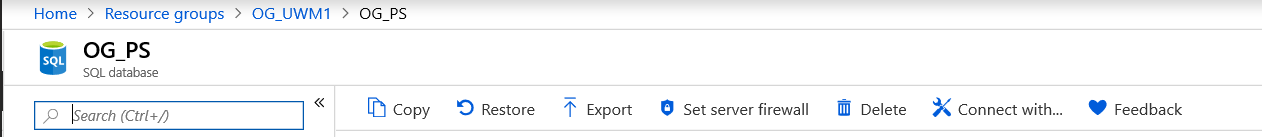 Home > Resource groups > OG_UWM1 > OG_PS
SQL
OG_PS
SQL database
Search (Ctrl+/)
«
Copy Restore Export Set server firewall Delete Connect with... Feedback